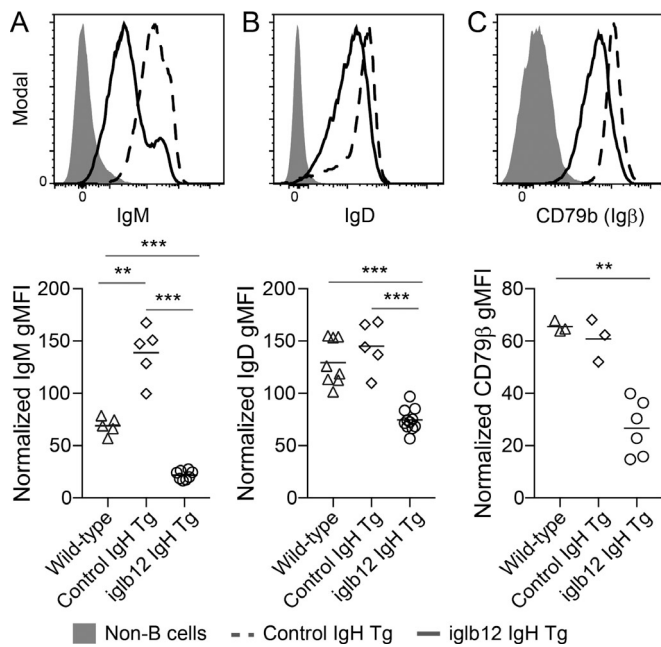 A
B
C
Modal
0
0
0
0
IgM
IgD
CD79b (Igβ)
***
**
***
***
***
**
Normalized IgM gMFI
200
150
100
50
0
Wild-type
Control IgH Tg
iglb12 IgH Tg
Normalized IgD gMFI
200
150
100
50
0
Wild-type
Control IgH Tg
iglb12 IgH Tg
Normalized CD79β gMFI
80
60
40
20
0
Wild-type
Control IgH Tg
iglb12 IgH Tg
Non-B cells
Control IgH Tg
iglb12 IgH Tg